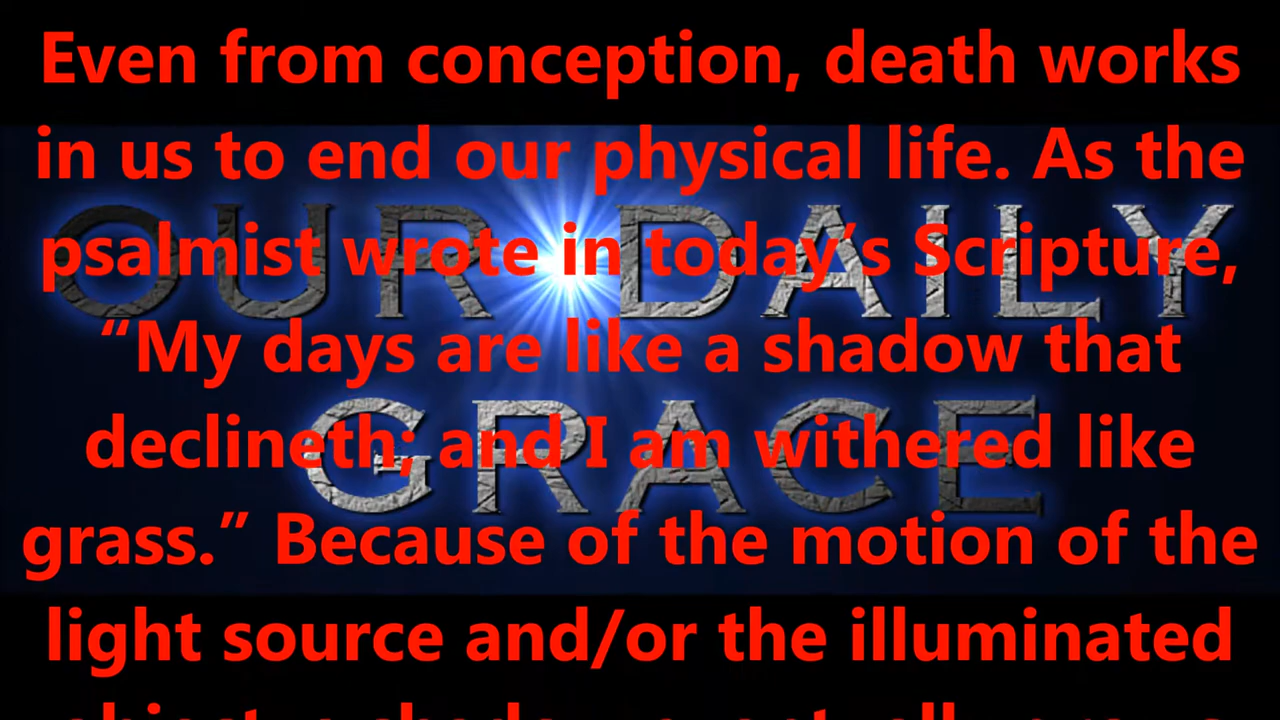 Even from conception, death works
in us to end our physical life. As the
psalmist wrote in today’s Scripture,
“My days are like a shadow that
declineth; and I am withered like
grass.” Because of the motion of the
light source and/or the illuminated
OUR DAILY
GRACE